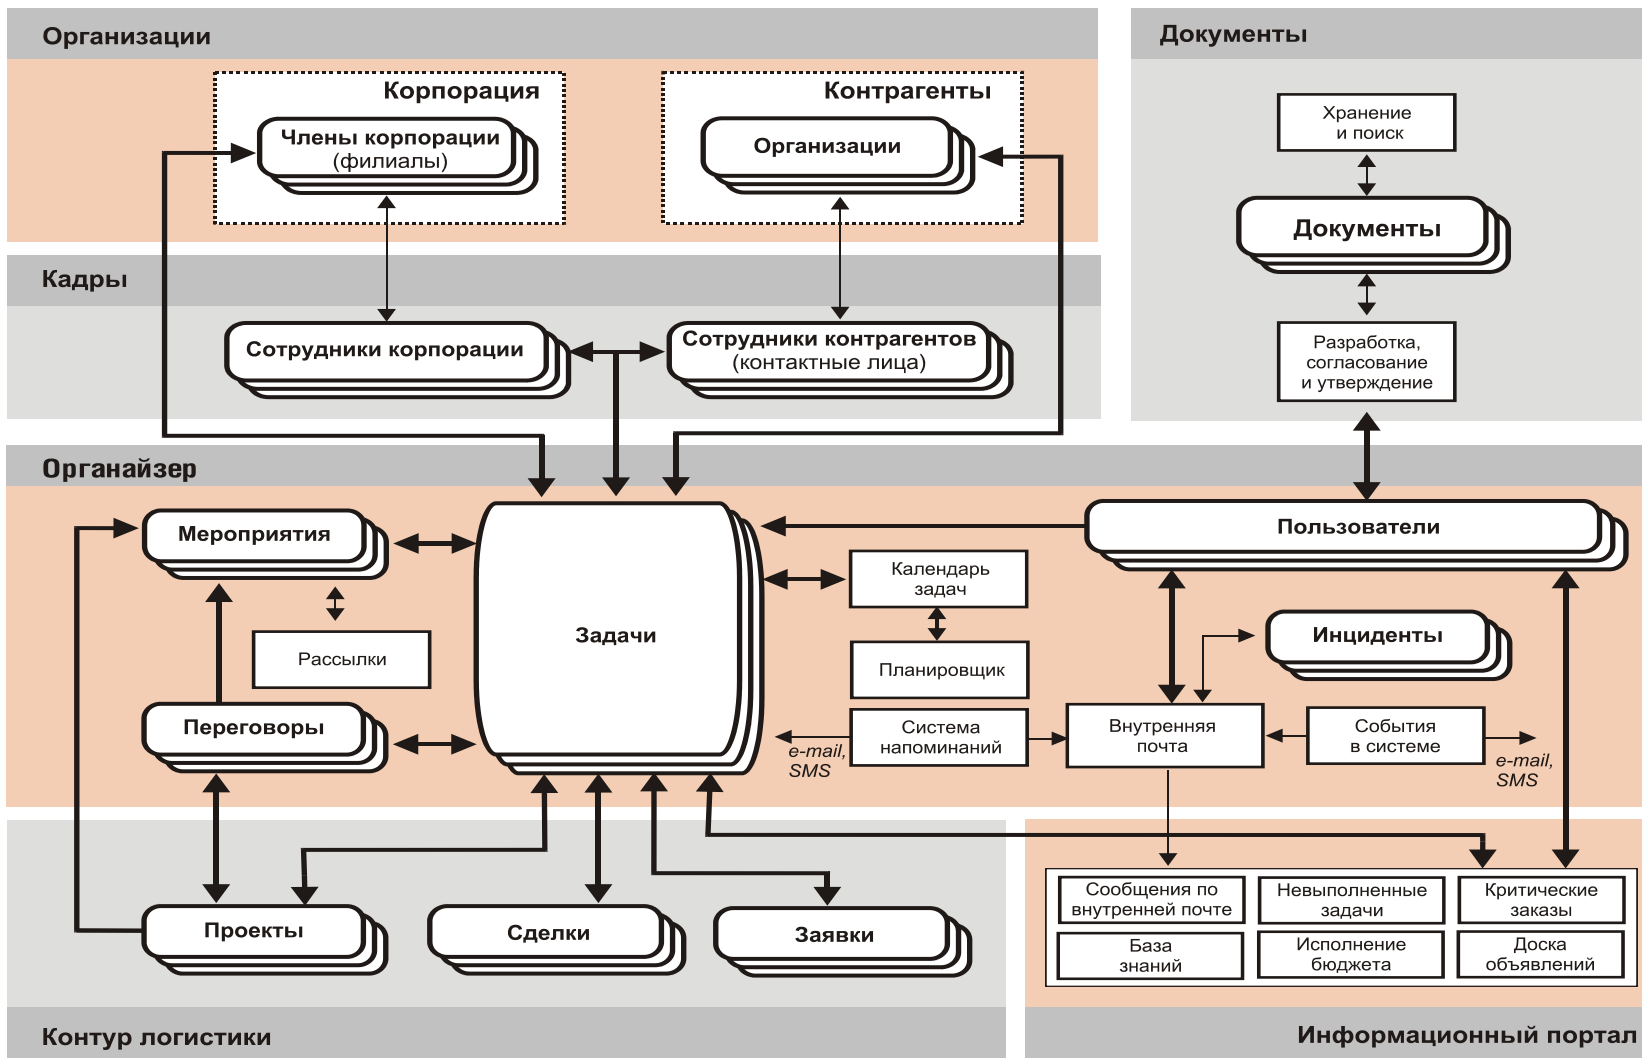 Организации
Корпорация
Члены корпорации
(филиалы)
Контрагенты
Организации
Документы
Хранение
и поиск
Документы
Разработка,
согласование
и утверждение
Кадры
Сотрудники корпорации
Сотрудники контрагентов
(контактные лица)
Органайзер
Мероприятия
Рассылки
Переговоры
Задачи
Календарь
задач
Планировщик
Система
напоминаний
e-mail,
SMS
Пользователи
Инциденты
Внутренняя
почта
События
в системе
e-mail,
SMS
Проекты
Сделки
Заявки
Контур логистики
Сообщения по
внутренней почте
Невыполненные
задачи
Критические
заказы
База
знаний
Исполнение
бюджета
Доска
объявлений
Информационный портал